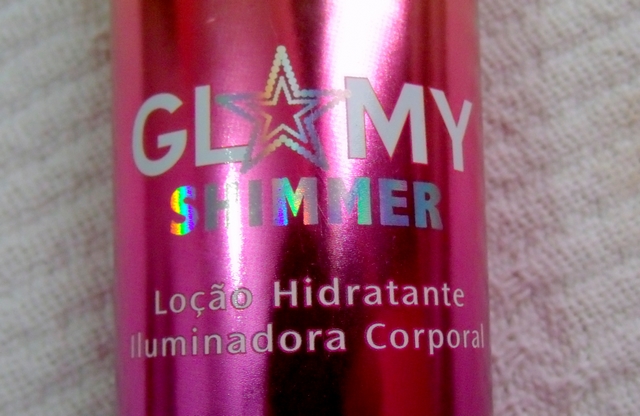 GLAMY
SHIMMER
Loção Hidratante
Iluminadora Corporal